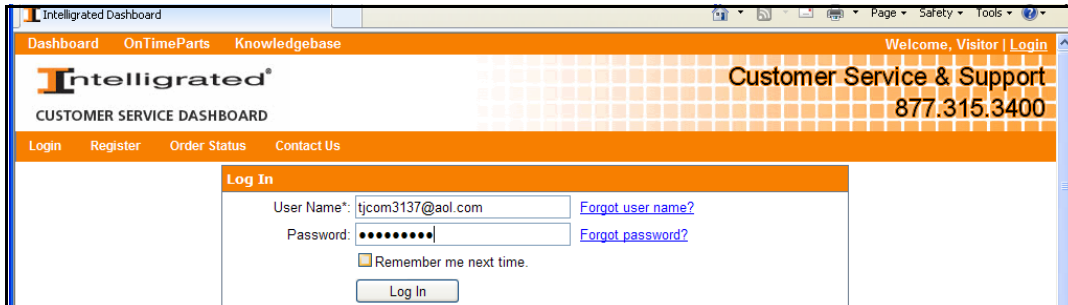 Intelligrated Dashboard Page Safety Tools
Dashboard OnTimeParts Knowledgebase Welcome, Visitor | Login
Intelligrated® Customer Service & Support
CUSTOMER SERVICE DASHBOARD 877.315.3400
Login Register Order Status Contact Us
Log In
User Name*: tjcom3137@aol.com Forgot user name?
Password: ●●●●●●●●● Forgot password?
Remember me next time.
Log In